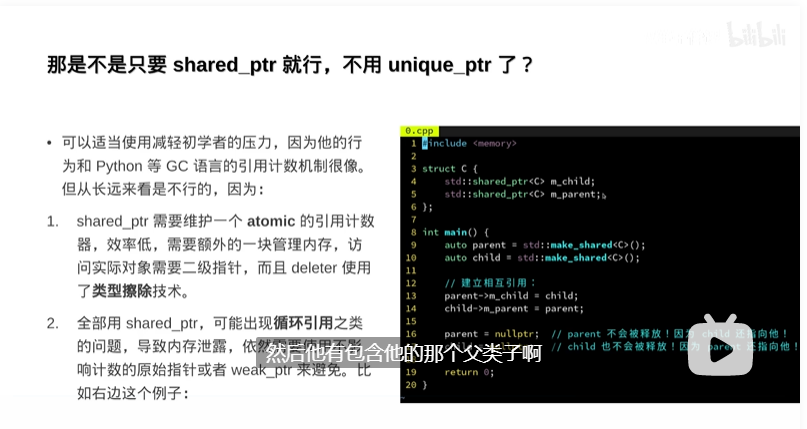 bilibili
那是不是只要 shared_ptr 就行，不用 unique_ptr 了？
• 可以适当使用减轻初学者的压力，因为他的行
为和 Python 等 GC 语言的引用计数机制很像。
但从长远来看是不行的，因为：
1. shared_ptr 需要维护一个 atomic 的引用计数
器，效率低，需要额外的一块管理内存，访
问实际对象需要二级指针，而且 deleter 使用
了类型擦除技术。
2. 全部用 shared_ptr，可能出现循环引用之类
的问题，导致内存泄露，依然需要使用不影
响计数的原始指针或者 weak_ptr 来避免。比
如右边这个例子：
0.cpp
1 #include <memory>
2
3 struct C {
4 std::shared_ptr<C> m_child;
5 std::shared_ptr<C> m_parent;
6 };
7
8 int main() {
9 auto parent = std::make_shared<C>();
10 auto child = std::make_shared<C>();
11
12 // 建立相互引用：
13 parent->m_child = child;
14 child->m_parent = parent;
15
16 parent = nullptr; // parent 不会被释放！因为 child 还指向他！
// child 也不会被释放！因为 parent 还指向他！
19 return 0;
20 }
然后他有包含他的那个父类子啊